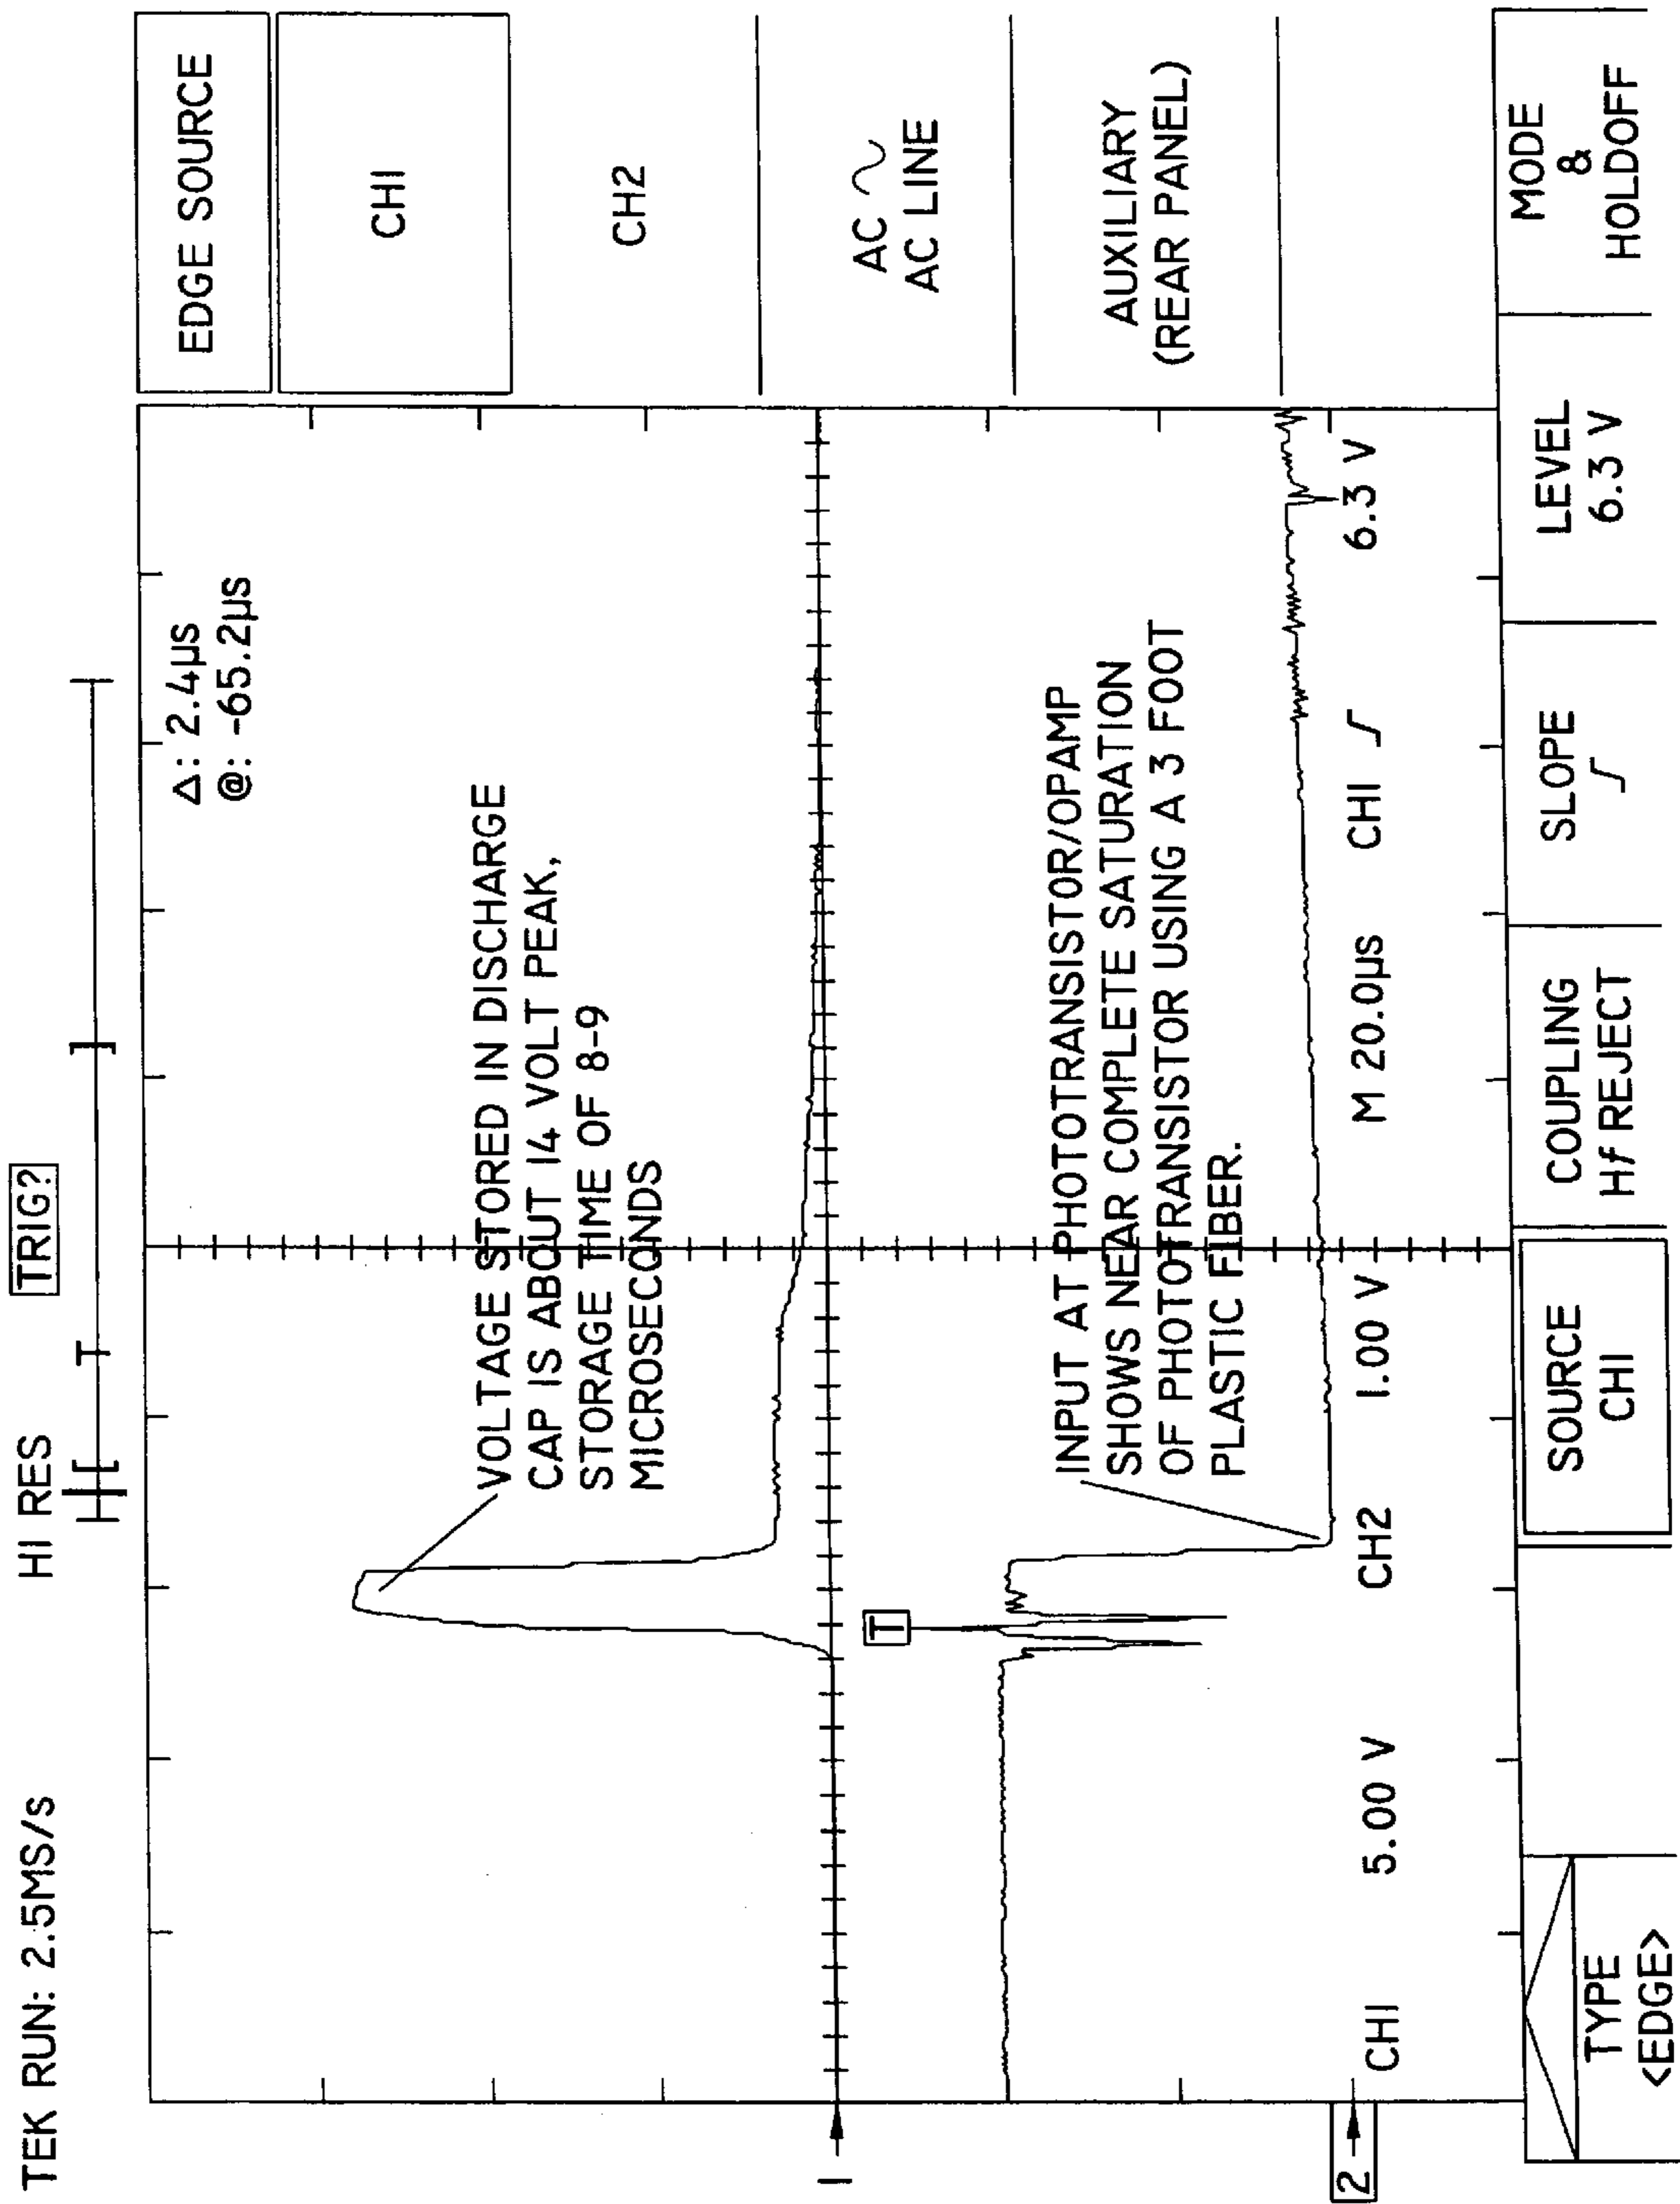 TEK RUN: 2.5MS/s HI RES TRIG?
Δ: 2.4µs
@: -65.2µs
VOLTAGE STORED IN DISCHARGE
CAP IS ABOUT 14 VOLT PEAK,
STORAGE TIME OF 8-9
MICROSECONDS
T
INPUT AT PHOTOTRANSISTOR/OPAMP
SHOWS NEAR COMPLETE SATURATION
OF PHOTOTRANSISTOR USING A 3 FOOT
PLASTIC FIBER.
1
2
CH1 5.00 V CH2 1.00 V M 20.0µs CH1 6.3 V
EDGE SOURCE
CH1
CH2
AC ~
AC LINE
AUXILIARY
(REAR PANEL)
TYPE
<EDGE>
SOURCE
CH1
COUPLING
Hf REJECT
SLOPE
LEVEL
6.3 V
MODE
&
HOLDOFF